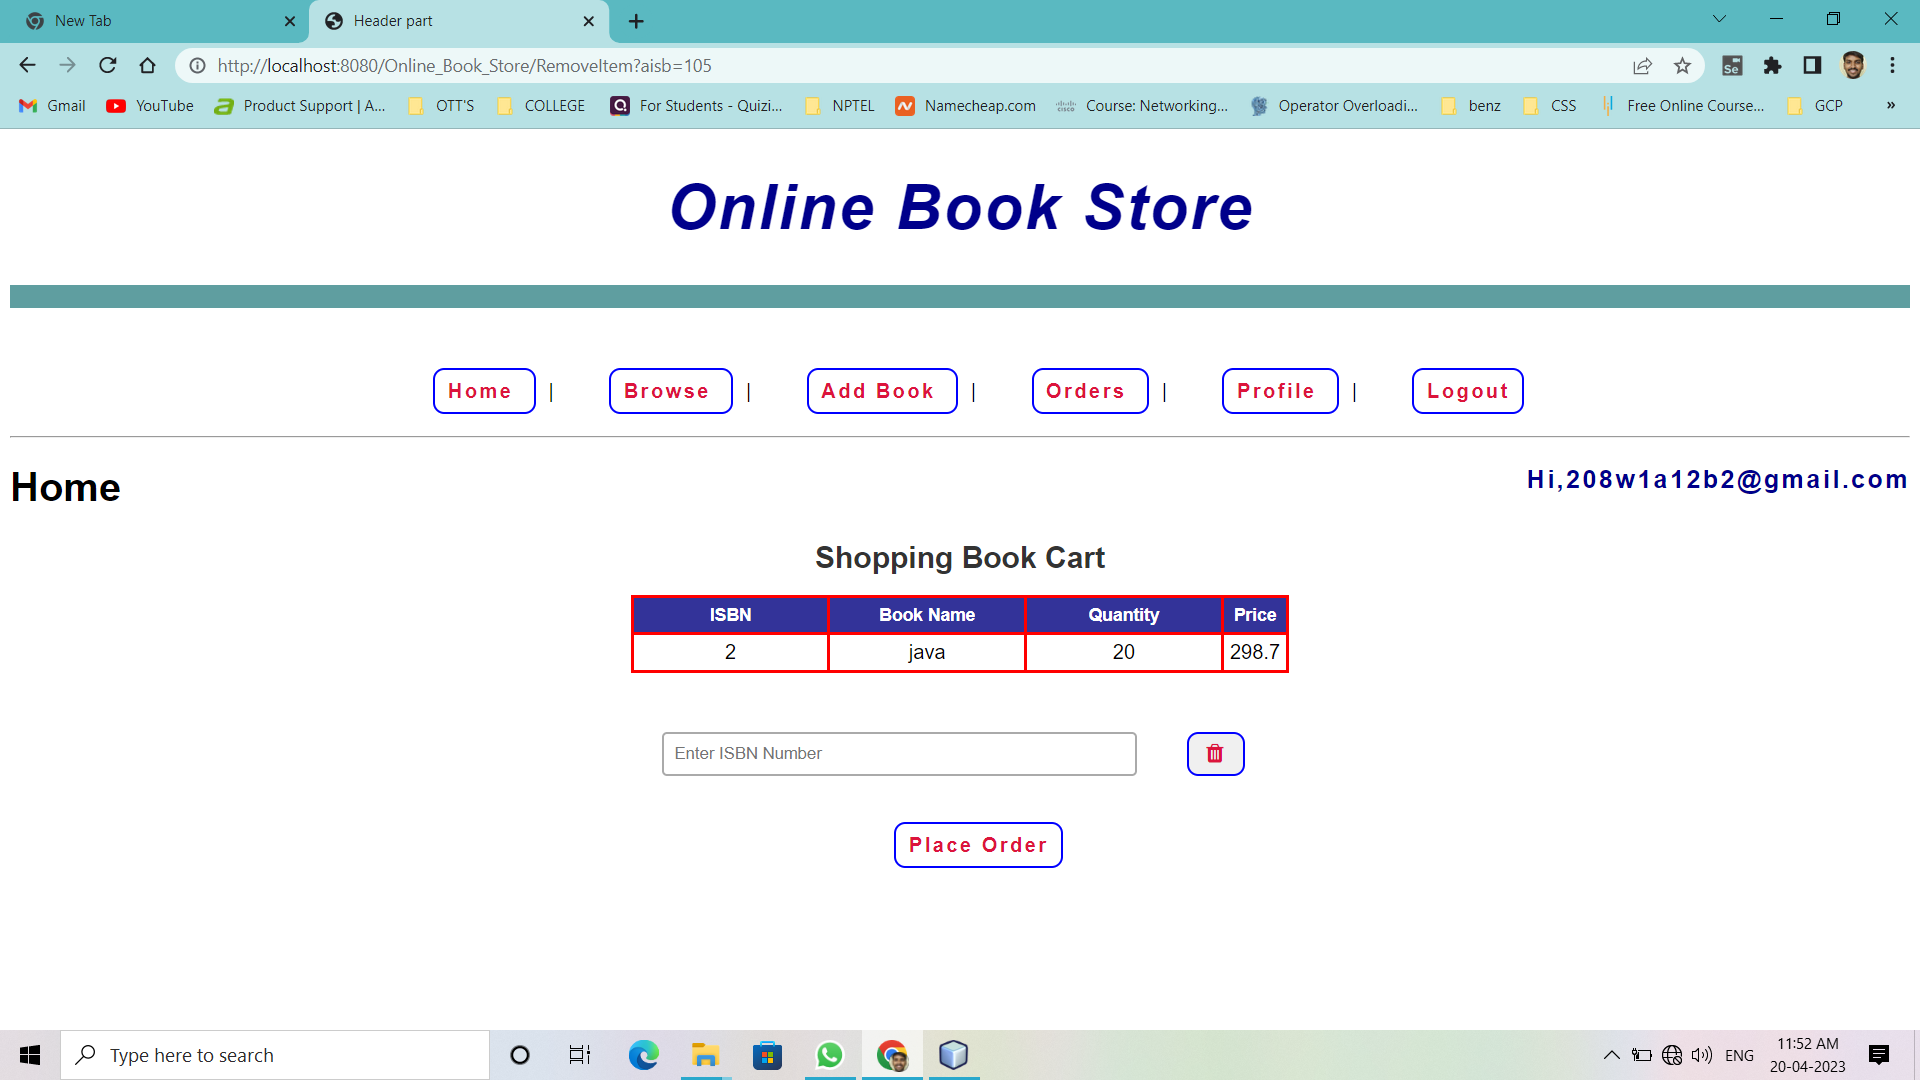 New Tab
Header part
http://localhost:8080/Online_Book_Store/RemoveItem?aisb=105
Se
Gmail YouTube Product Support | A... OTT'S COLLEGE For Students - Quizi... NPTEL Namecheap.com Course: Networking... Operator Overloadi... benz CSS Free Online Course... GCP »
Online Book Store
Home | Browse | Add Book | Orders | Profile | Logout
Home
Hi,208w1a12b2@gmail.com
Shopping Book Cart
ISBN Book Name Quantity Price
2 java 20 298.7
Enter ISBN Number
Place Order
Type here to search
ENG
11:52 AM
20-04-2023